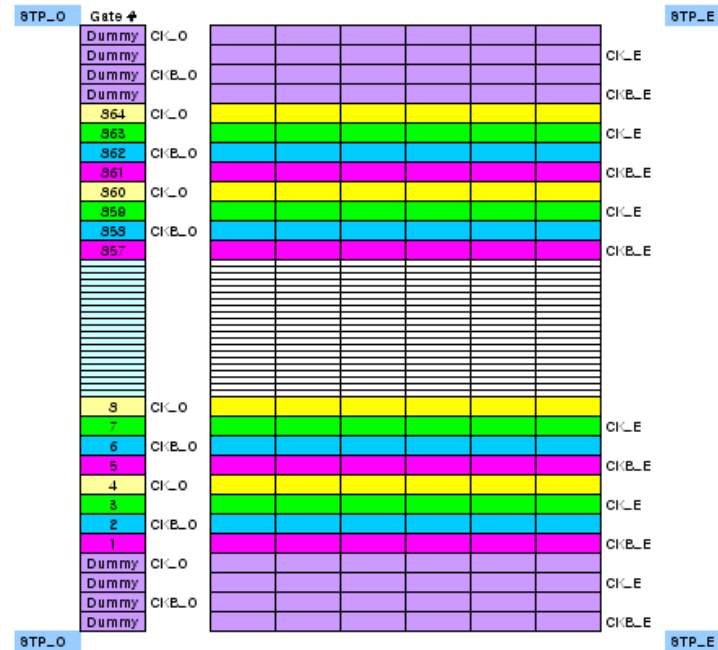 STP_O Gate # STP_E
Dummy CK_O
Dummy CK_E
Dummy CKB_O
Dummy CKB_E
864 CK_O
863 CK_E
862 CKB_O
861 CKB_E
860 CK_O
859 CK_E
858 CKB_O
857 CKB_E
8 CK_O
7 CK_E
6 CKB_O
5 CKB_E
4 CK_O
3 CK_E
2 CKB_O
1 CKB_E
Dummy CK_O
Dummy CK_E
Dummy CKB_O
Dummy CKB_E
STP_O STP_E